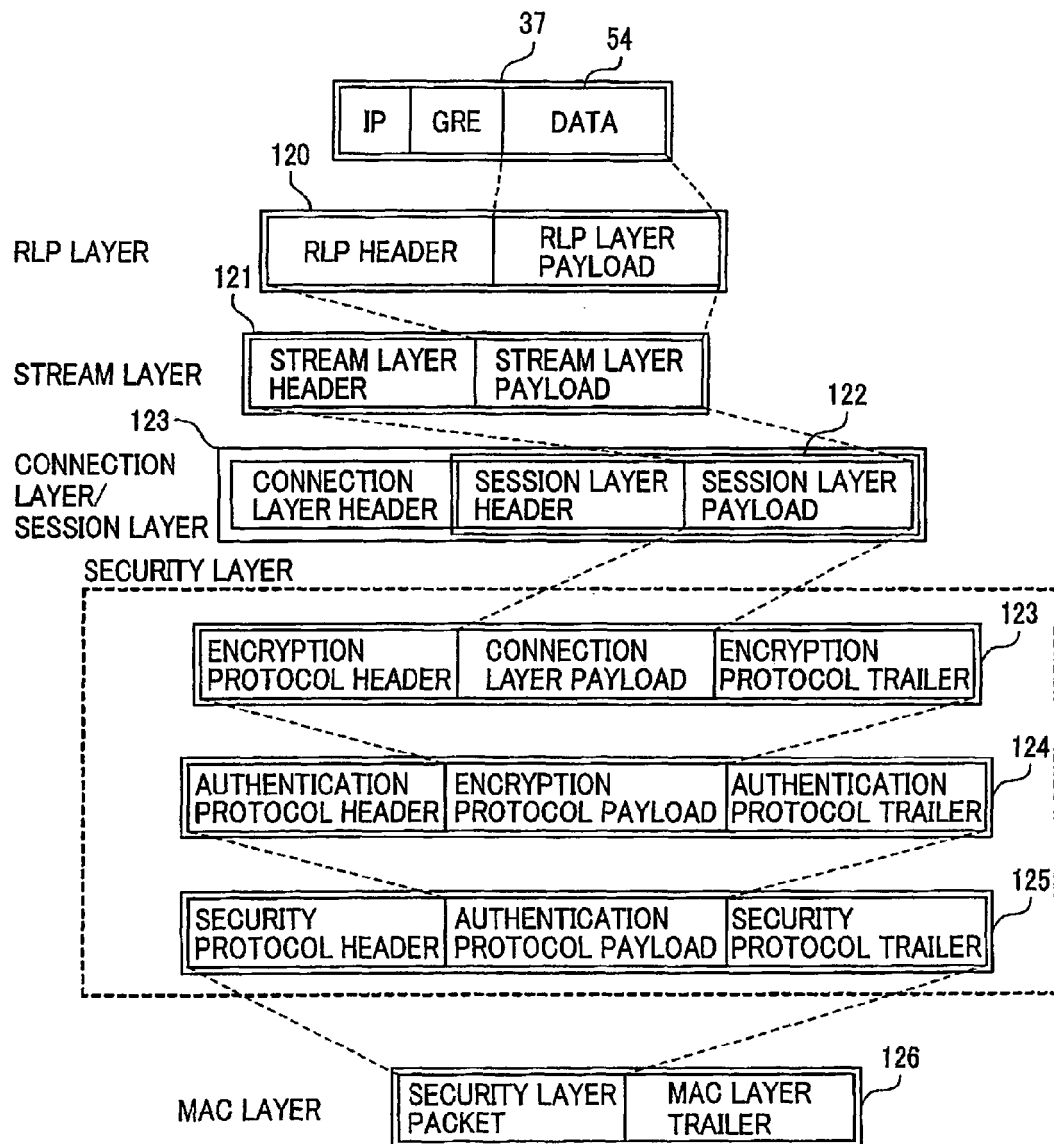 37
54
IP GRE DATA
120
RLP LAYER
RLP HEADER
RLP LAYER
PAYLOAD
121
STREAM LAYER
STREAM LAYER
HEADER
STREAM LAYER
PAYLOAD
122
123
CONNECTION
LAYER/
SESSION LAYER
CONNECTION
LAYER HEADER
SESSION LAYER
HEADER
SESSION LAYER
PAYLOAD
SECURITY LAYER
123
ENCRYPTION
PROTOCOL HEADER
CONNECTION
LAYER PAYLOAD
ENCRYPTION
PROTOCOL TRAILER
124
AUTHENTICATION
PROTOCOL HEADER
ENCRYPTION
PROTOCOL PAYLOAD
AUTHENTICATION
PROTOCOL TRAILER
125
SECURITY
PROTOCOL HEADER
AUTHENTICATION
PROTOCOL PAYLOAD
SECURITY
PROTOCOL TRAILER
126
MAC LAYER
SECURITY LAYER
PACKET
MAC LAYER
TRAILER